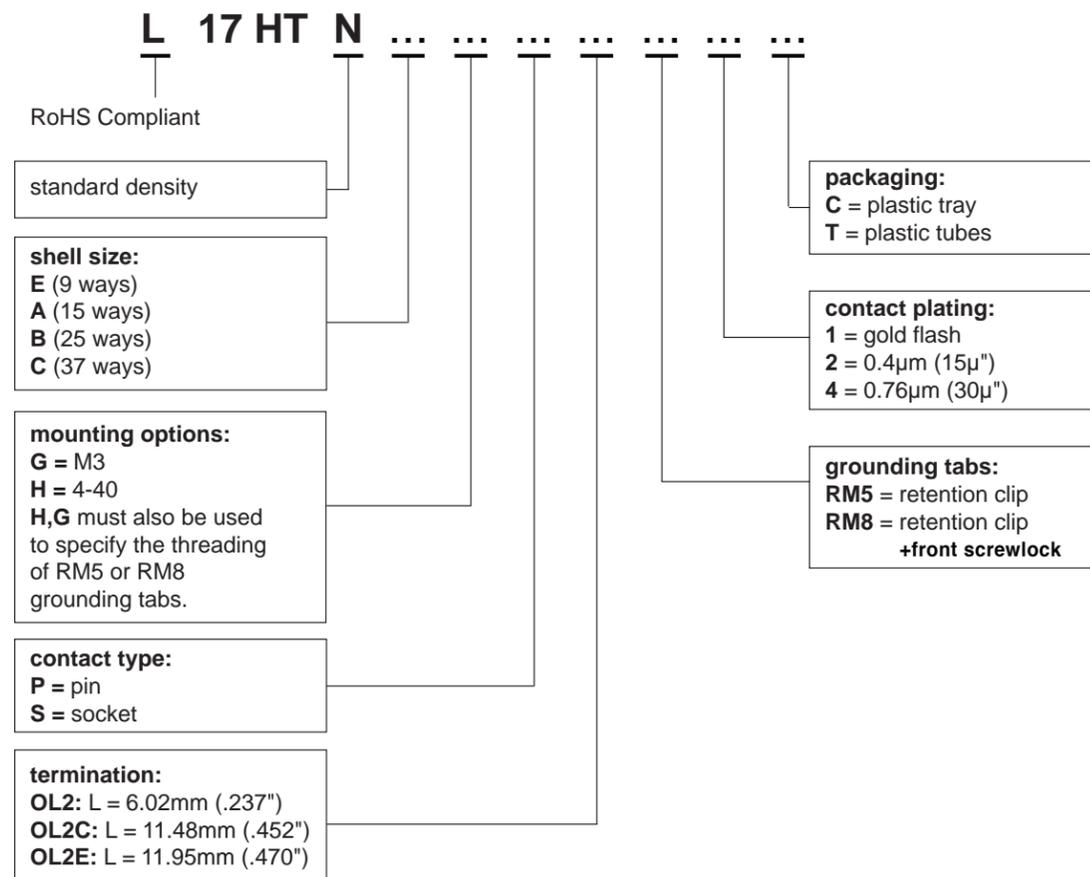 L 17 HT N ... ... ... ... ... ... ...
RoHS Compliant
standard density
shell size:
E (9 ways)
A (15 ways)
B (25 ways)
C (37 ways)
mounting options:
G = M3
H = 4-40
H,G must also be used
to specify the threading
of RM5 or RM8
grounding tabs.
contact type:
P = pin
S = socket
termination:
OL2: L = 6.02mm (.237")
OL2C: L = 11.48mm (.452")
OL2E: L = 11.95mm (.470")
packaging:
C = plastic tray
T = plastic tubes
contact plating:
1 = gold flash
2 = 0.4µm (15µ")
4 = 0.76µm (30µ")
grounding tabs:
RM5 = retention clip
RM8 = retention clip
+front screwlock